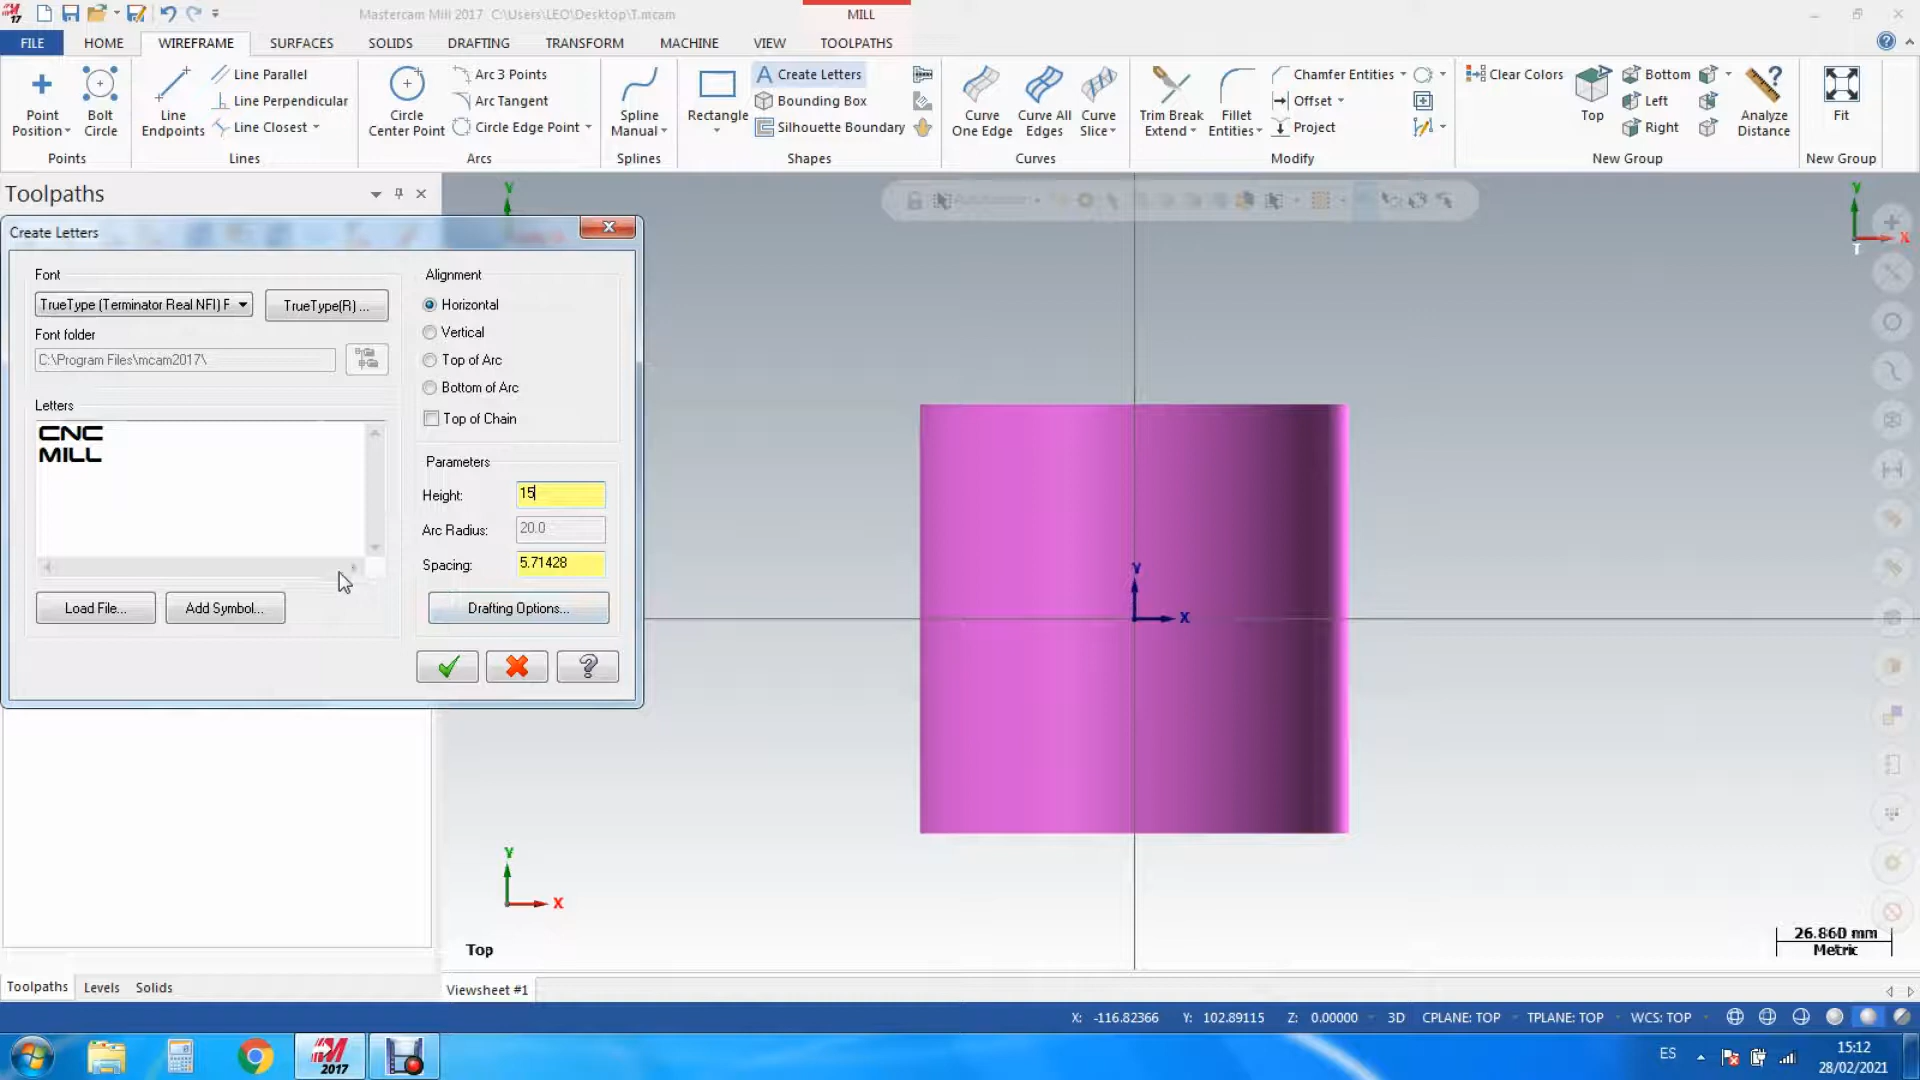 17
Mastercam Mill 2017 C:\Users\LEO\Desktop\T.mcam
MILL
FILE
HOME
WIREFRAME
SURFACES
SOLIDS
DRAFTING
TRANSFORM
MACHINE
VIEW
TOOLPATHS
Point
Position
Bolt
Circle
Points
Line
Endpoints
Line Parallel
Line Perpendicular
Line Closest
Lines
Circle
Center Point
Arc 3 Points
Arc Tangent
Circle Edge Point
Arcs
Spline
Manual
Splines
Rectangle
Create Letters
Bounding Box
Silhouette Boundary
Shapes
Curve
One Edge
Curve All
Edges
Curve
Slice
Curves
Trim Break
Extend
Fillet
Entities
Chamfer Entities
Offset
Project
Modify
Clear Colors
Top
Bottom
Left
Right
Analyze
Distance
New Group
Fit
New Group
Toolpaths
Create Letters
Font
TrueType (Terminator Real NFI) F
TrueType(R) ...
Font folder
C:\Program Files\mcam2017\
Letters
CNC
MILL
Load File...
Add Symbol...
Alignment
Horizontal
Vertical
Top of Arc
Bottom of Arc
Top of Chain
Parameters
Height:
15
Arc Radius:
20.0
Spacing:
5.71428
Drafting Options...
Y
Y
X
T
Y
X
Y
X
Top
26.860 mm
Metric
Toolpaths
Levels
Solids
Viewsheet #1
X: -116.82366
Y: 102.89115
Z: 0.00000
3D
CPLANE: TOP
TPLANE: TOP
WCS: TOP
2017
ES
15:12
28/02/2021